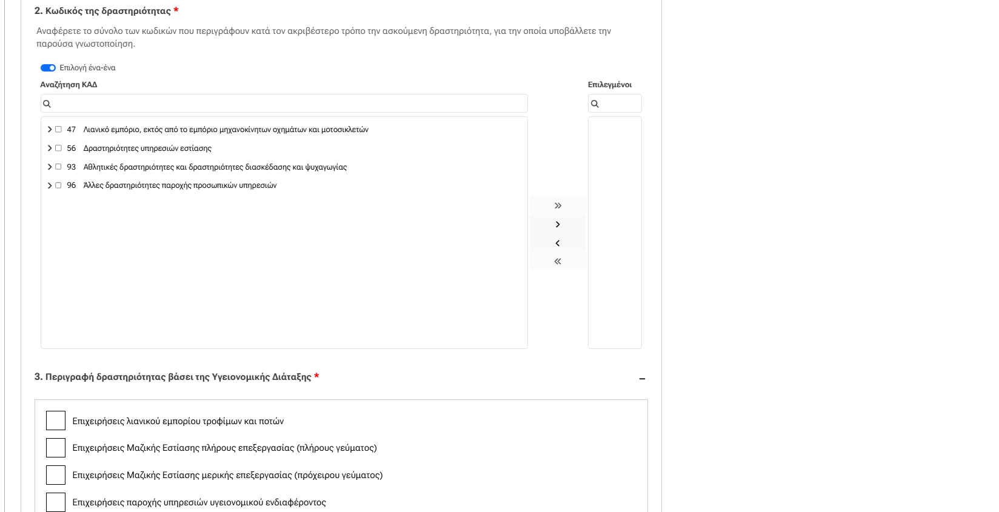 2. Κωδικός της δραστηριότητας *
Αναφέρετε το σύνολο των κωδικών που περιγράφουν κατά τον ακριβέστερο τρόπο την ασκούμενη δραστηριότητα, για την οποία υποβάλλετε την
παρούσα γνωστοποίηση.
Επιλογή ένα-ένα
Αναζήτηση ΚΑΔ
Επιλεγμένοι
47 Λιανικό εμπόριο, εκτός από το εμπόριο μηχανοκίνητων οχημάτων και μοτοσικλετών
56 Δραστηριότητες υπηρεσιών εστίασης
93 Αθλητικές δραστηριότητες και δραστηριότητες διασκέδασης και ψυχαγωγίας
96 Άλλες δραστηριότητες παροχής προσωπικών υπηρεσιών
3. Περιγραφή δραστηριότητας βάσει της Υγειονομικής Διάταξης *
Επιχειρήσεις λιανικού εμπορίου τροφίμων και ποτών
Επιχειρήσεις Μαζικής Εστίασης πλήρους επεξεργασίας (πλήρους γεύματος)
Επιχειρήσεις Μαζικής Εστίασης μερικής επεξεργασίας (πρόχειρου γεύματος)
Επιχειρήσεις παροχής υπηρεσιών υγειονομικού ενδιαφέροντος